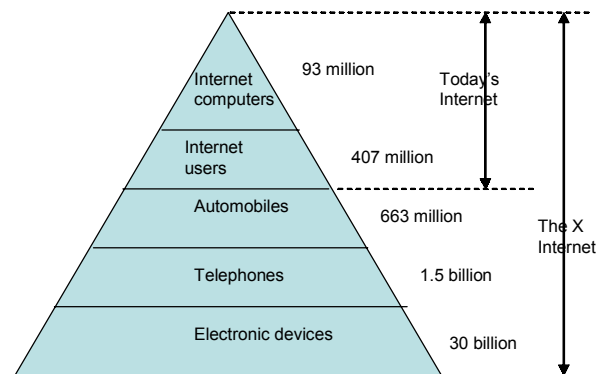 Internet
computers
93 million
Today's
Internet
Internet
users
407 million
Automobiles
663 million
The X
Internet
Telephones
1.5 billion
Electronic devices
30 billion